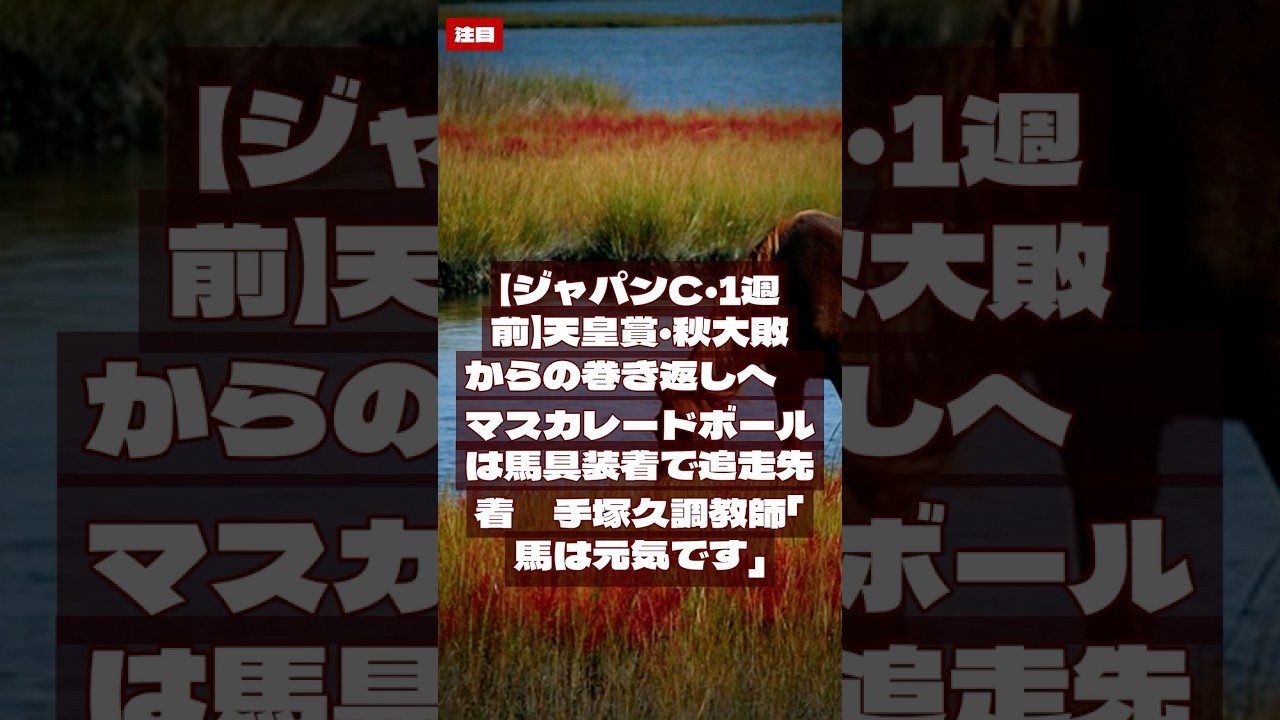 注目
【ジャパンC・1週
前】天皇賞・秋大敗
からの巻き返しへ
マスカレードボール
は馬具装着で追走先
着　手塚久調教師「
馬は元気です」